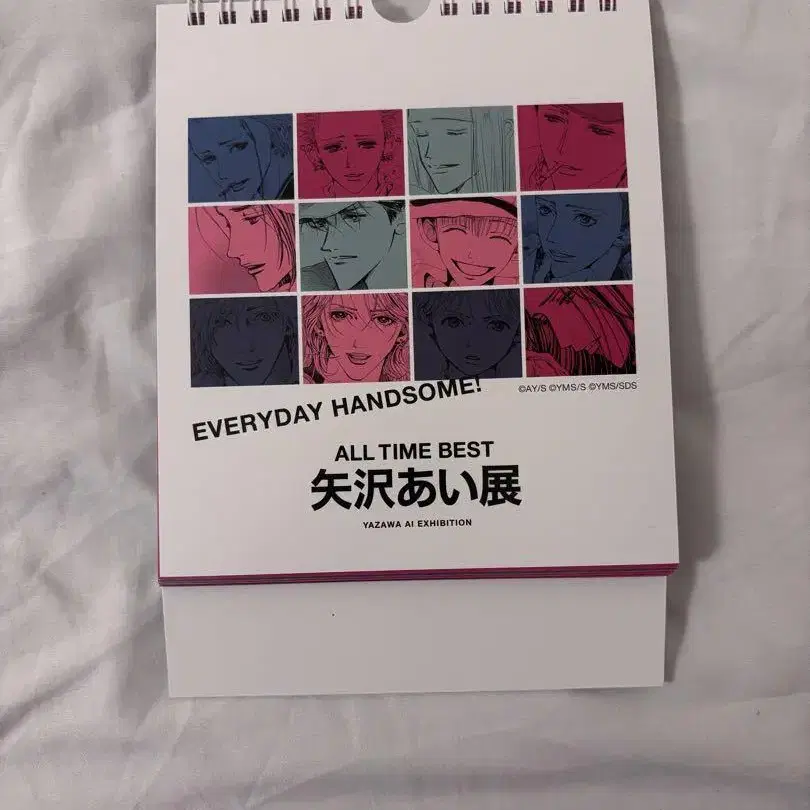 ©AY/S ©YMS/S ©YMS/SDS
EVERYDAY HANDSOME!
ALL TIME BEST
矢沢あい展
YAZAWA AI EXHIBITION